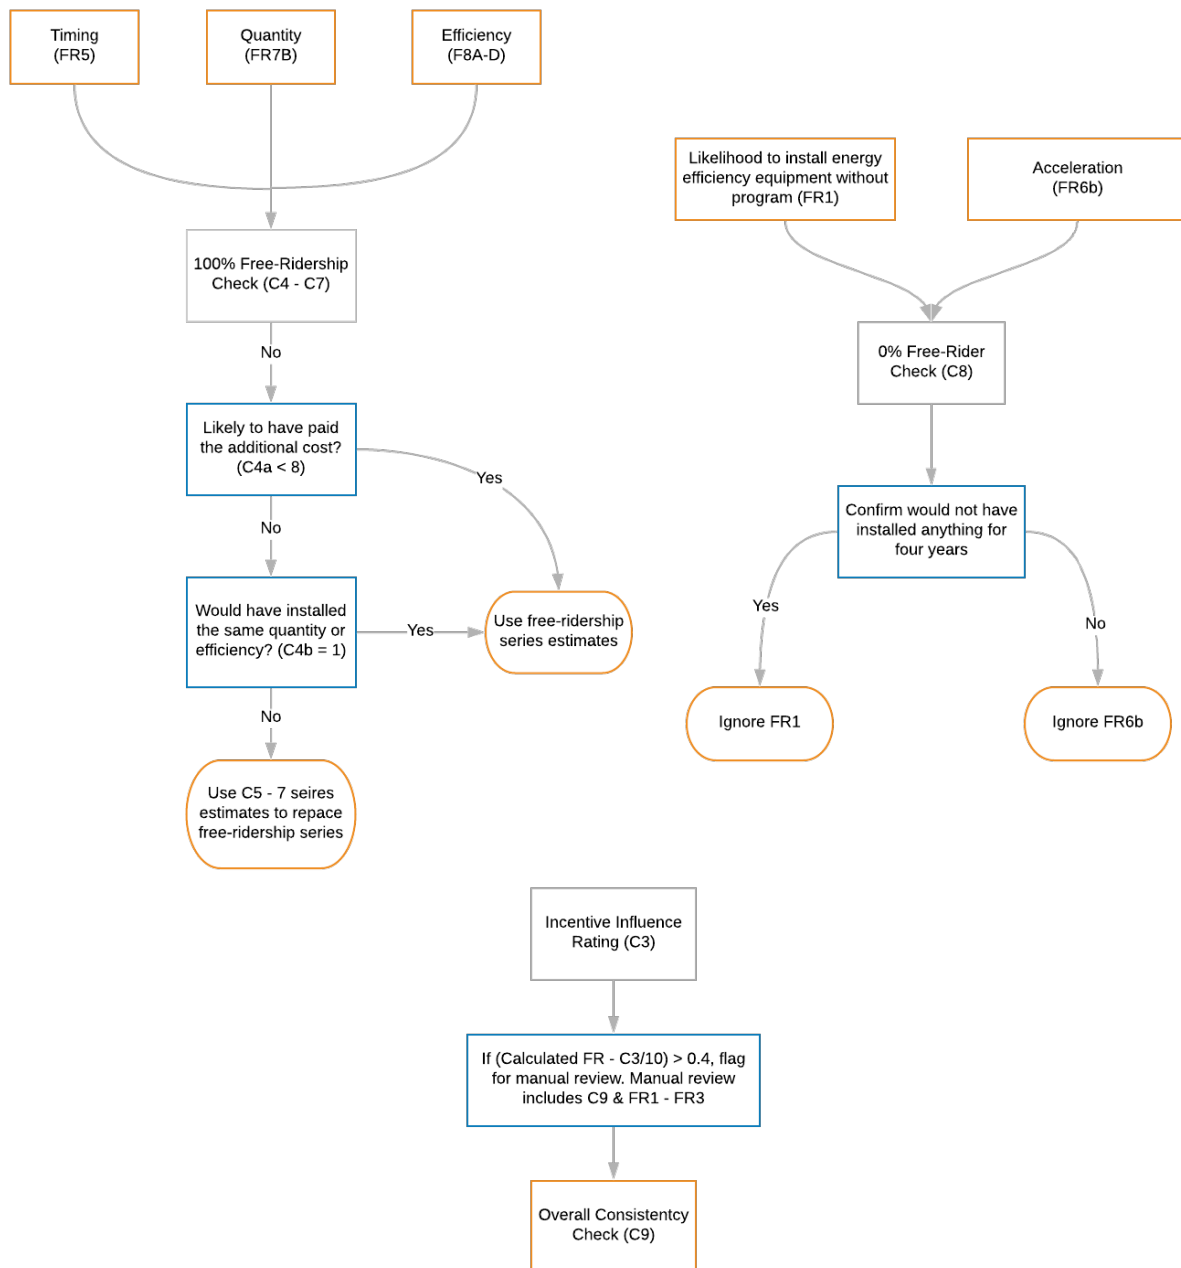 Timing
(FR5)
Quantity
(FR7B)
Efficiency
(F8A-D)
100% Free-Ridership
Check (C4 - C7)
No
Likely to have paid
the additional cost?
(C4a < 8)
Yes
No
Would have installed
the same quantity or
efficiency? (C4b = 1)
Yes
Use free-ridership
series estimates
No
Use C5 - 7 seires
estimates to repace
free-ridership series
Likelihood to install energy
efficiency equipment without
program (FR1)
Acceleration
(FR6b)
0% Free-Rider
Check (C8)
Confirm would not have
installed anything for
four years
Yes
No
Ignore FR1
Ignore FR6b
Incentive Influence
Rating (C3)
If (Calculated FR - C3/10) > 0.4, flag
for manual review. Manual review
includes C9 & FR1 - FR3
Overall Consistentcy
Check (C9)